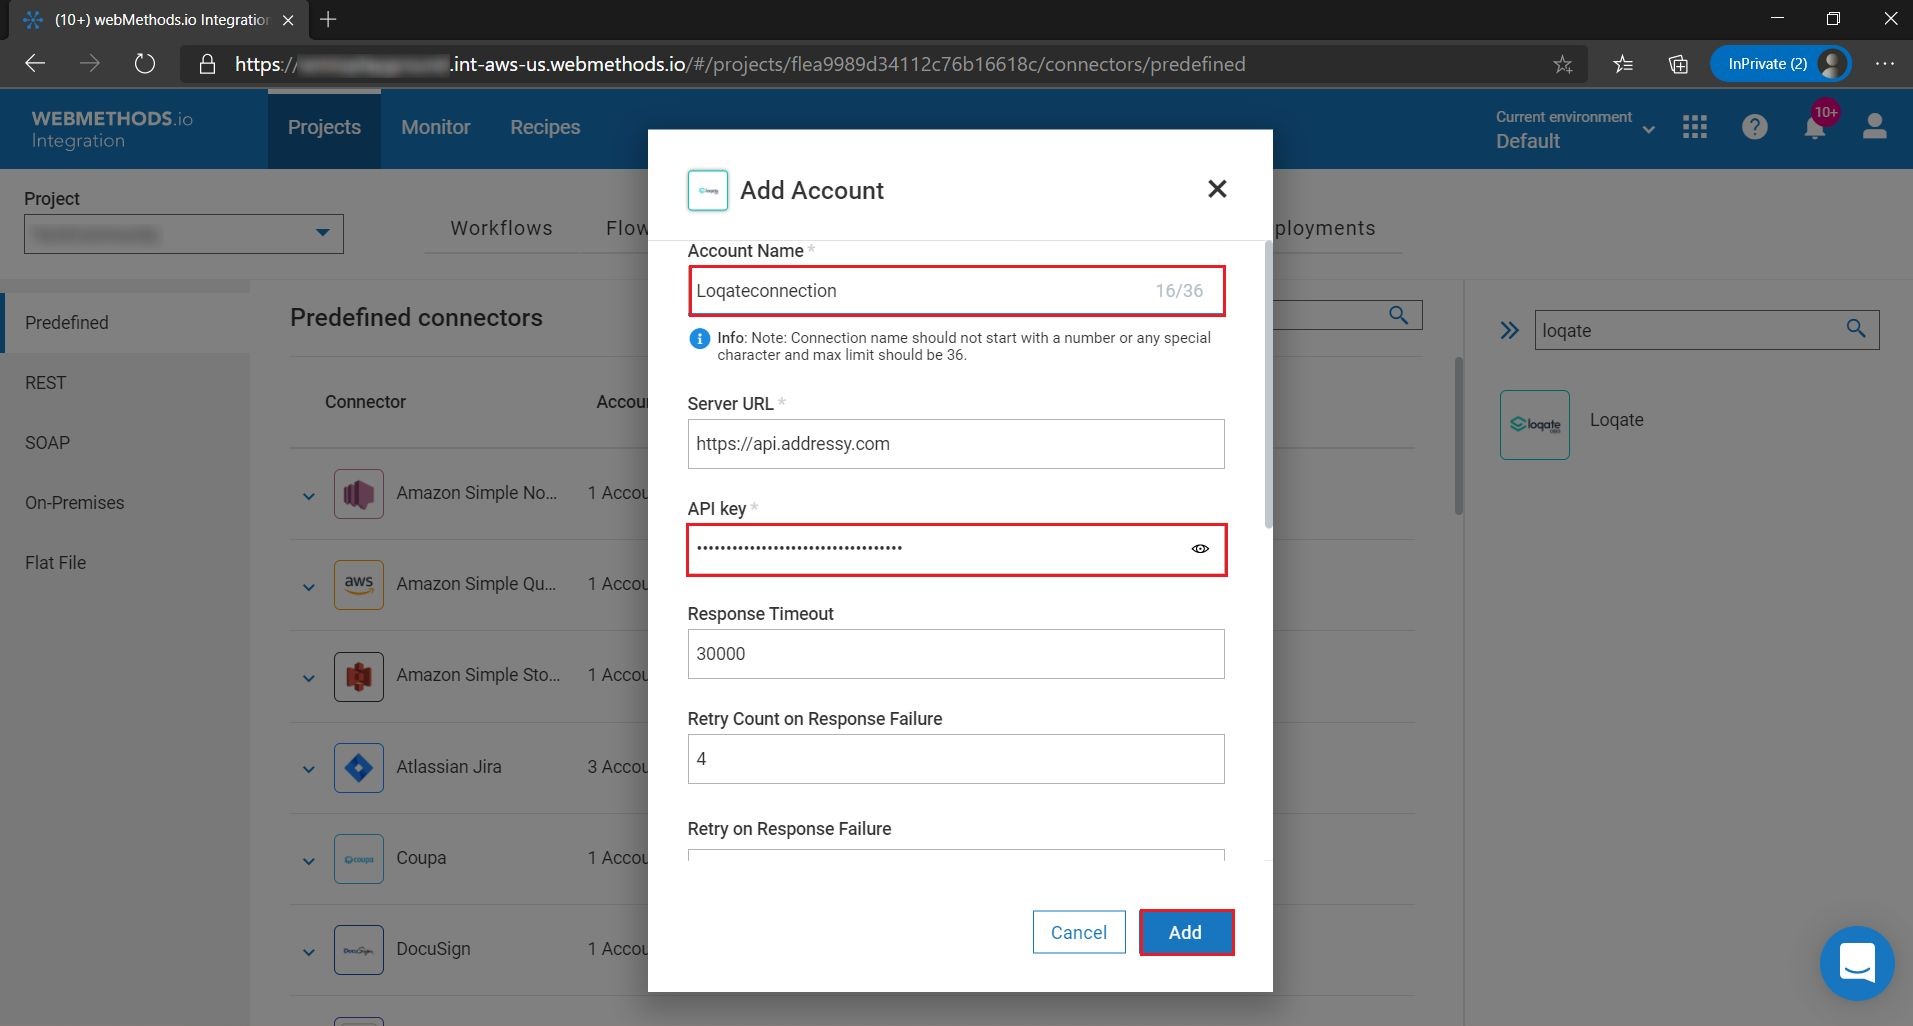 (10+) webMethods.io Integration
https://
.int-aws-us.webmethods.io/#/projects/flea9989d34112c76b16618c/connectors/predefined
InPrivate (2)
WEBMETHODS.io
Integration
Projects
Monitor
Recipes
Current environment
Default
10+
Project
Workflows
Flow
ployments
Predefined
REST
SOAP
On-Premises
Flat File
Predefined connectors
Connector
Accou
Amazon Simple No...
1 Accou
aws
Amazon Simple Qu...
1 Accou
Amazon Simple Sto...
1 Accou
Atlassian Jira
3 Accou
coupa
Coupa
1 Accou
DocuSign
DocuSign
1 Accou
loqate
Add Account
Account Name *
Loqateconnection
16/36
Info: Note: Connection name should not start with a number or any special
character and max limit should be 36.
Server URL *
https://api.addressy.com
API key *
Response Timeout
30000
Retry Count on Response Failure
4
Retry on Response Failure
Cancel
Add
loqate
loqate
Loqate